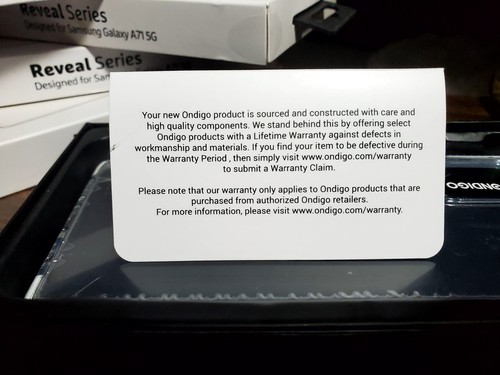 Reveal Series
Designed for Samsung Galaxy A71 5G
Reveal Series
Designed for Sam
Your new Ondigo product is sourced and constructed with care and
high quality components. We stand behind this by offering select
Ondigo products with a Lifetime Warranty against defects in
workmanship and materials. If you find your item to be defective during
the Warranty Period , then simply visit www.ondigo.com/warranty
to submit a Warranty Claim.
Please note that our warranty only applies to Ondigo products that are
purchased from authorized Ondigo retailers.
For more information, please visit www.ondigo.com/warranty.
ONDIGO